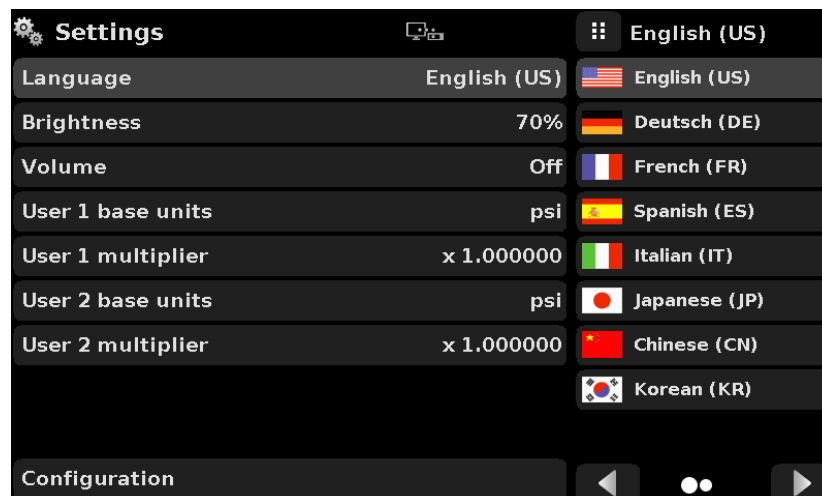 Settings
English (US)
Language English (US)
Brightness 70%
Volume Off
User 1 base units psi
User 1 multiplier x 1.000000
User 2 base units psi
User 2 multiplier x 1.000000
Configuration
English (US)
Deutsch (DE)
French (FR)
Spanish (ES)
Italian (IT)
Japanese (JP)
Chinese (CN)
Korean (KR)